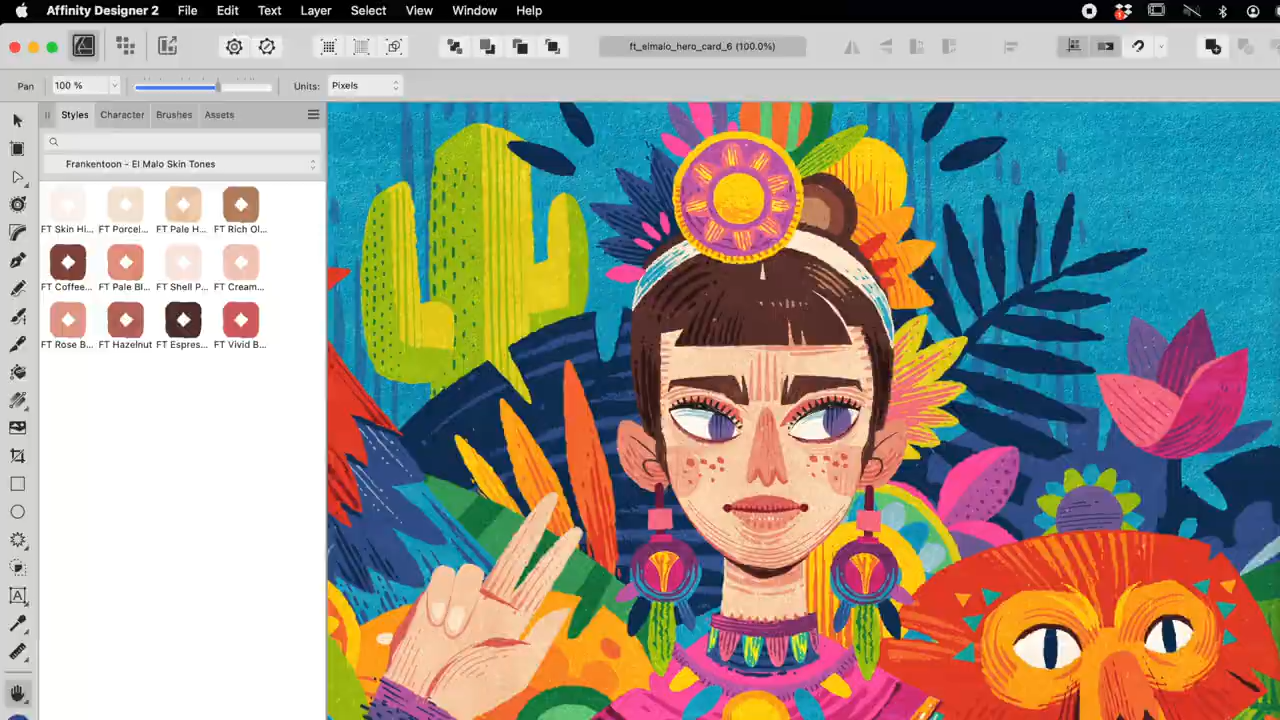 Affinity Designer 2 File Edit Text Layer Select View Window Help
ft_elmalo_hero_card_6 (100.0%)
Pan 100 % Units: Pixels
Styles Character Brushes Assets
Frankentoon - El Malo Skin Tones
FT Skin Hi... FT Porcel... FT Pale H... FT Rich Ol...
FT Coffee... FT Pale Bl... FT Shell P... FT Cream...
FT Rose B... FT Hazelnut FT Espres... FT Vivid B...
A